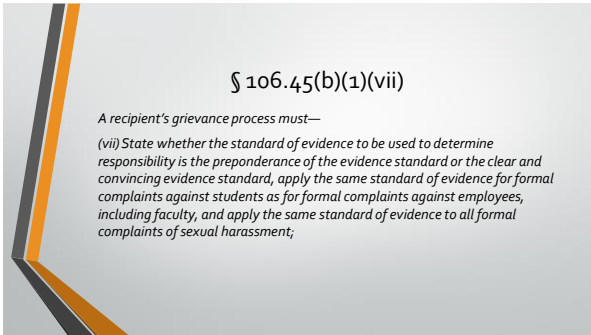 § 106.45(b)(1)(vii)
A recipient's grievance process must—
(vii) State whether the standard of evidence to be used to determine
responsibility is the preponderance of the evidence standard or the clear and
convincing evidence standard, apply the same standard of evidence for formal
complaints against students as for formal complaints against employees,
including faculty, and apply the same standard of evidence to all formal
complaints of sexual harassment;